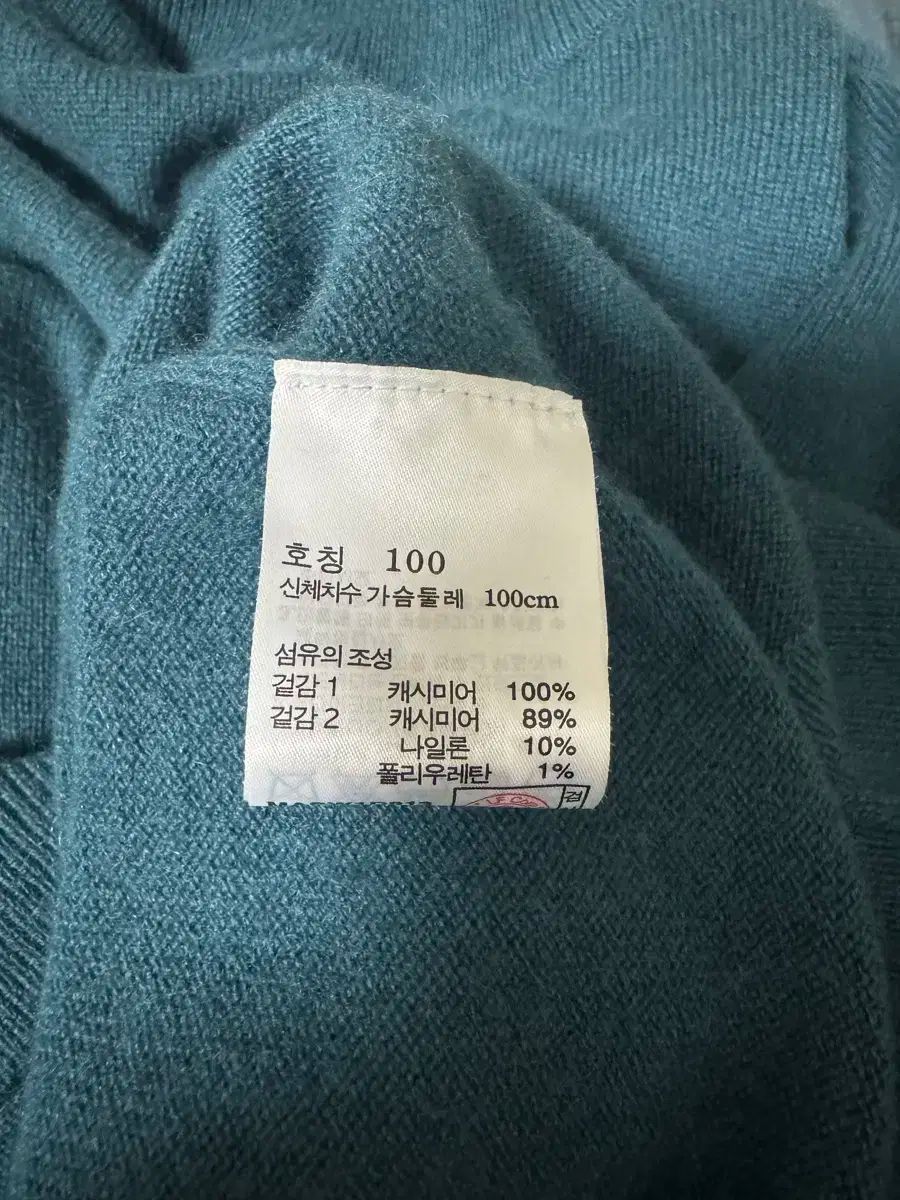 호칭 100
신체치수 가슴둘레 100cm
섬유의 조성
겉감 1 캐시미어 100%
겉감 2 캐시미어 89%
나일론 10%
폴리우레탄 1%